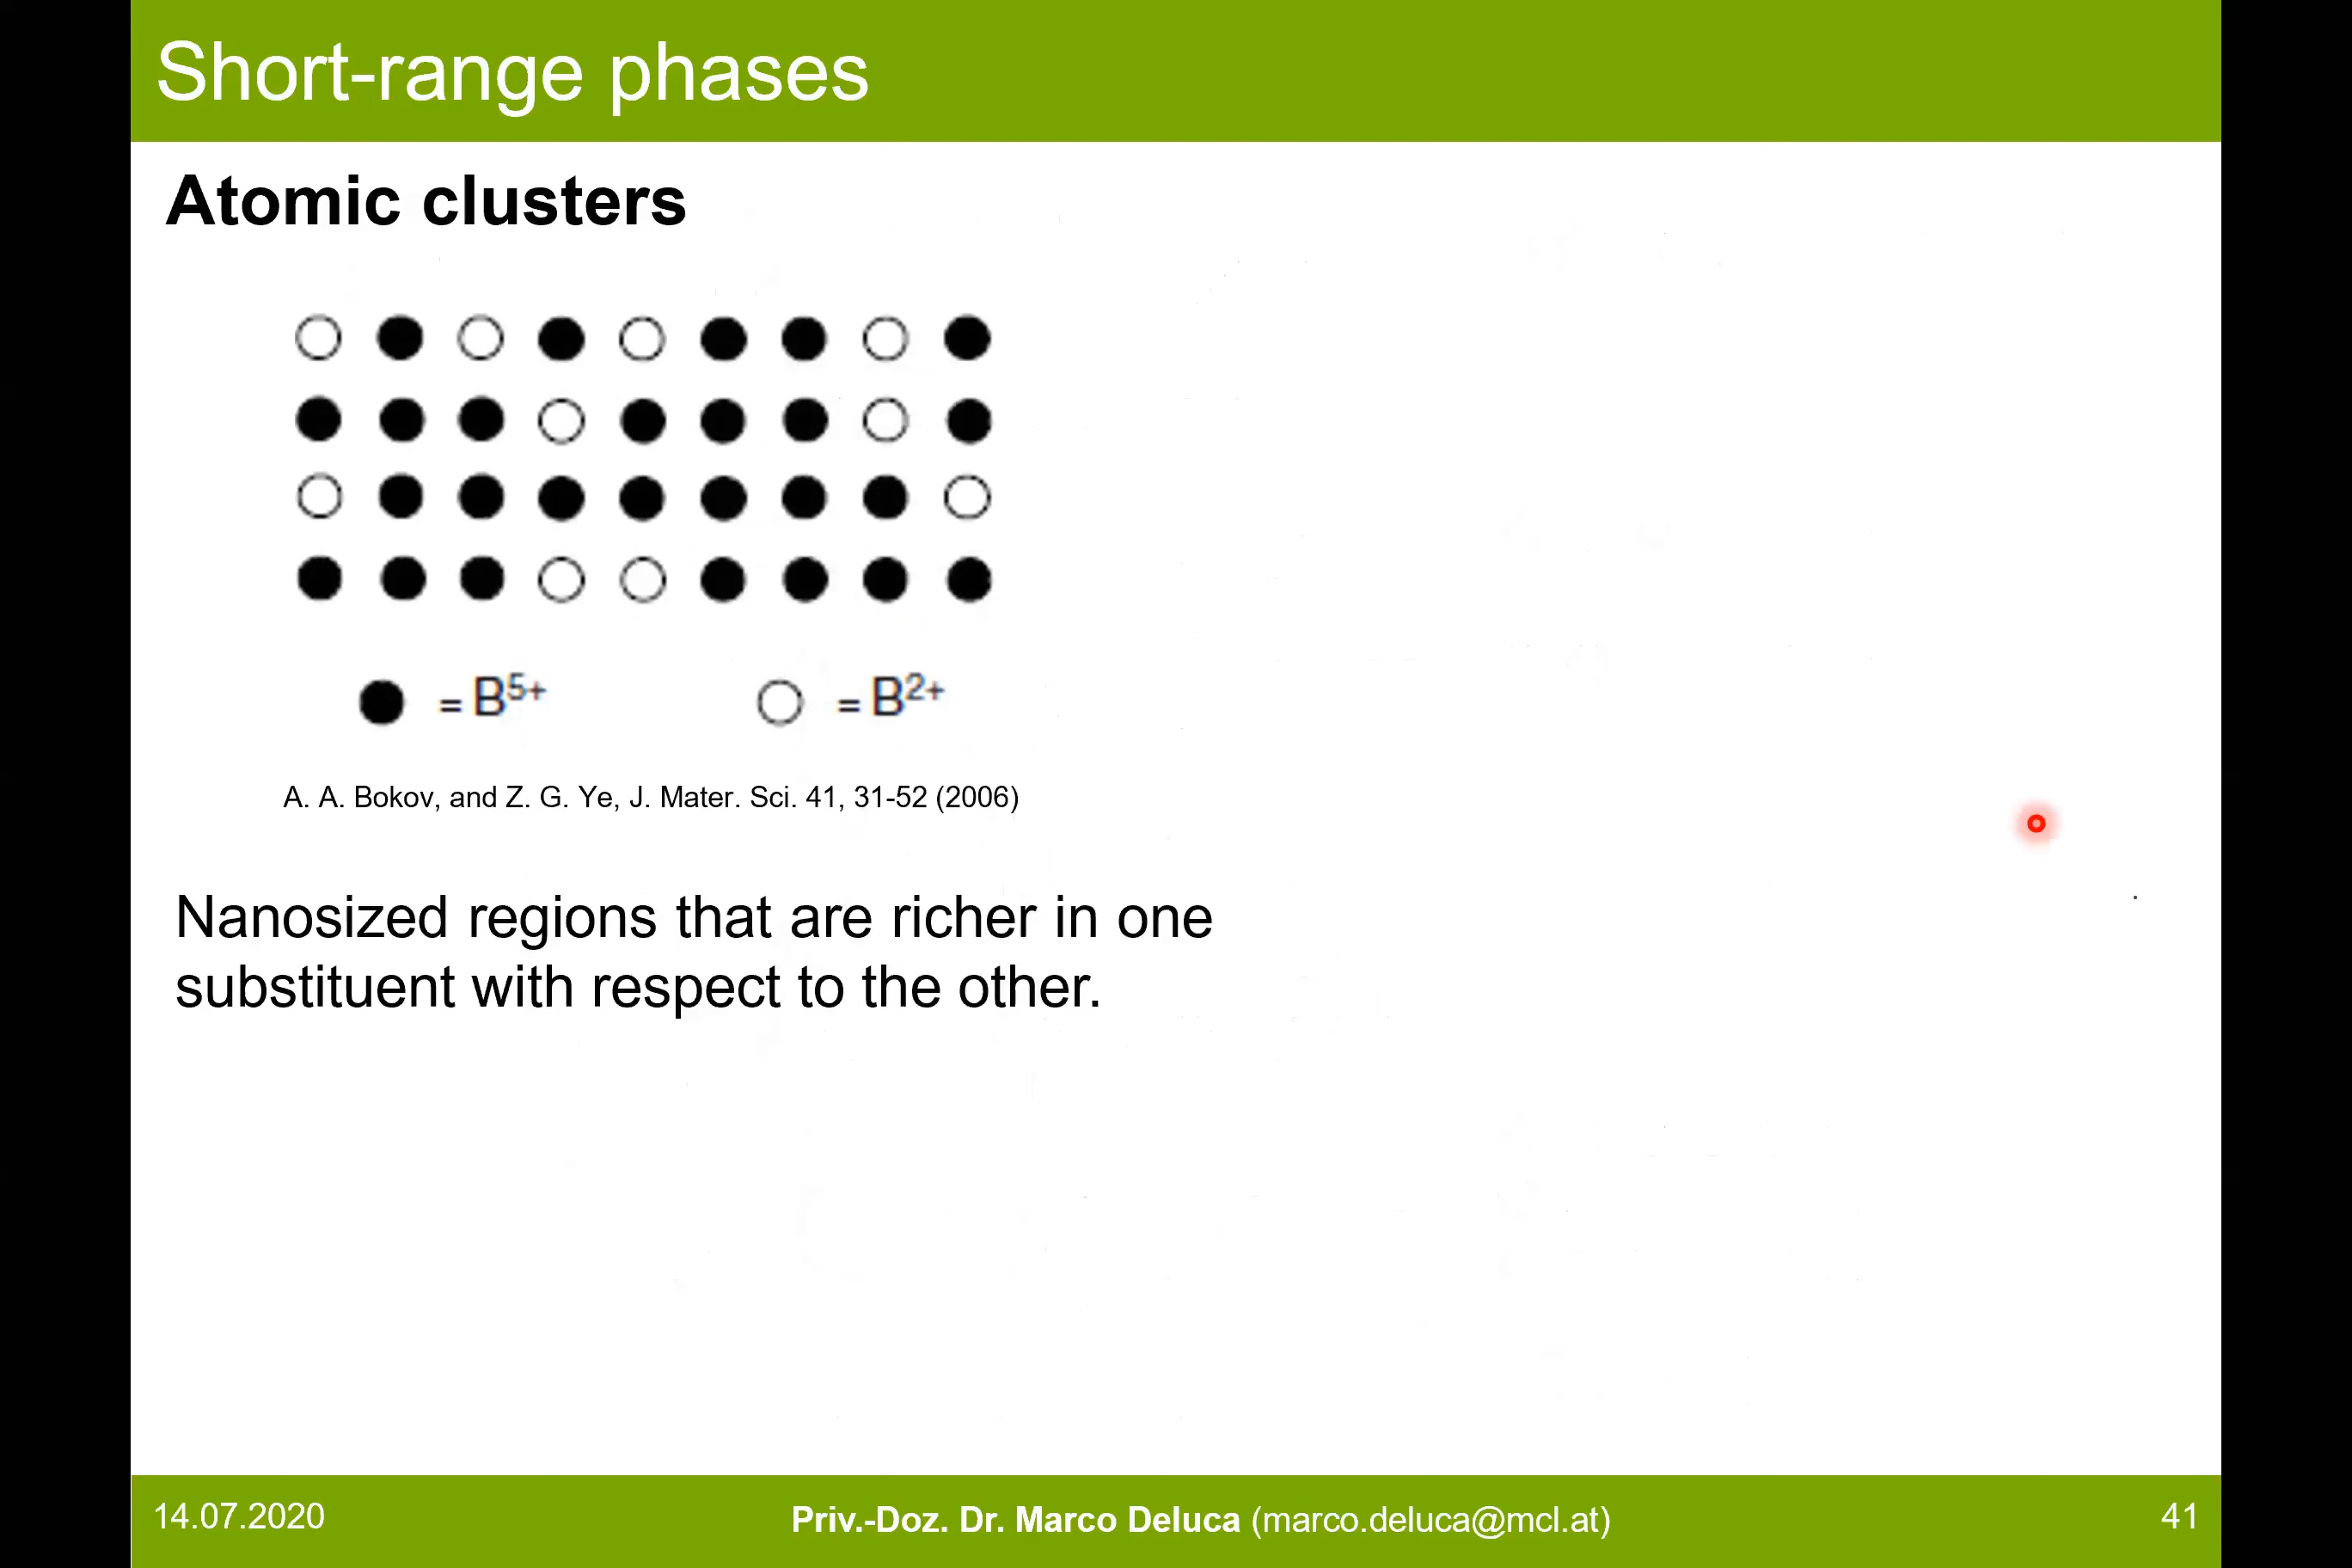 Short-range phases
Atomic clusters
= B⁵⁺ = B²⁺
A. A. Bokov, and Z. G. Ye, J. Mater. Sci. 41, 31-52 (2006)
Nanosized regions that are richer in one
substituent with respect to the other.
14.07.2020 Priv.-Doz. Dr. Marco Deluca (marco.deluca@mcl.at) 41